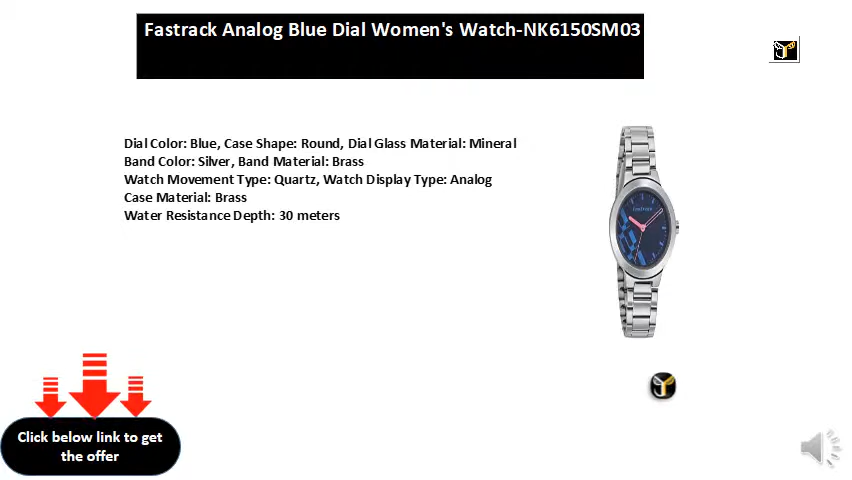 Fastrack Analog Blue Dial Women's Watch-NK6150SM03
Dial Color: Blue, Case Shape: Round, Dial Glass Material: Mineral
Band Color: Silver, Band Material: Brass
Watch Movement Type: Quartz, Watch Display Type: Analog
Case Material: Brass
Water Resistance Depth: 30 meters
fastrack
Click below link to get
the offer